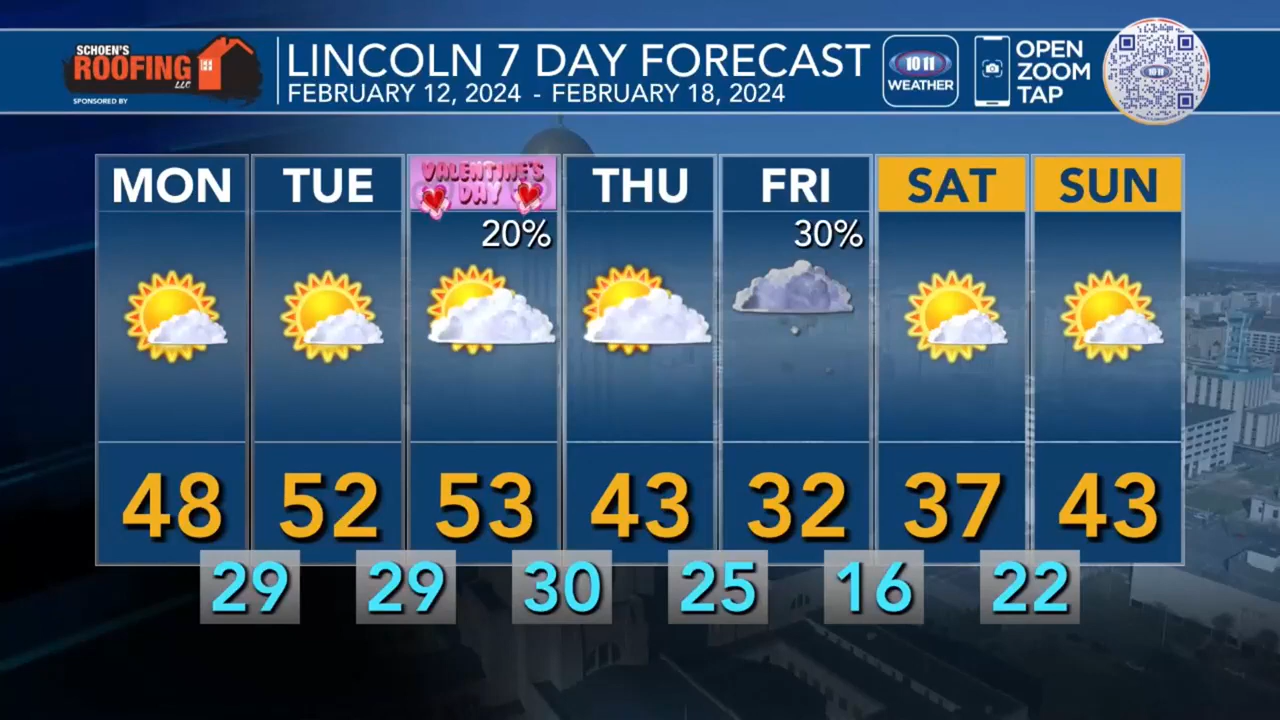 SCHOEN'S
ROOFING
LLC
SPONSORED BY
LINCOLN 7 DAY FORECAST
FEBRUARY 12, 2024 - FEBRUARY 18, 2024
10 11
WEATHER
OPEN
ZOOM
TAP
10 11
MON TUE VALENTINE'S DAY THU FRI SAT SUN
20% 30%
48 52 53 43 32 37 43
29 29 30 25 16 22